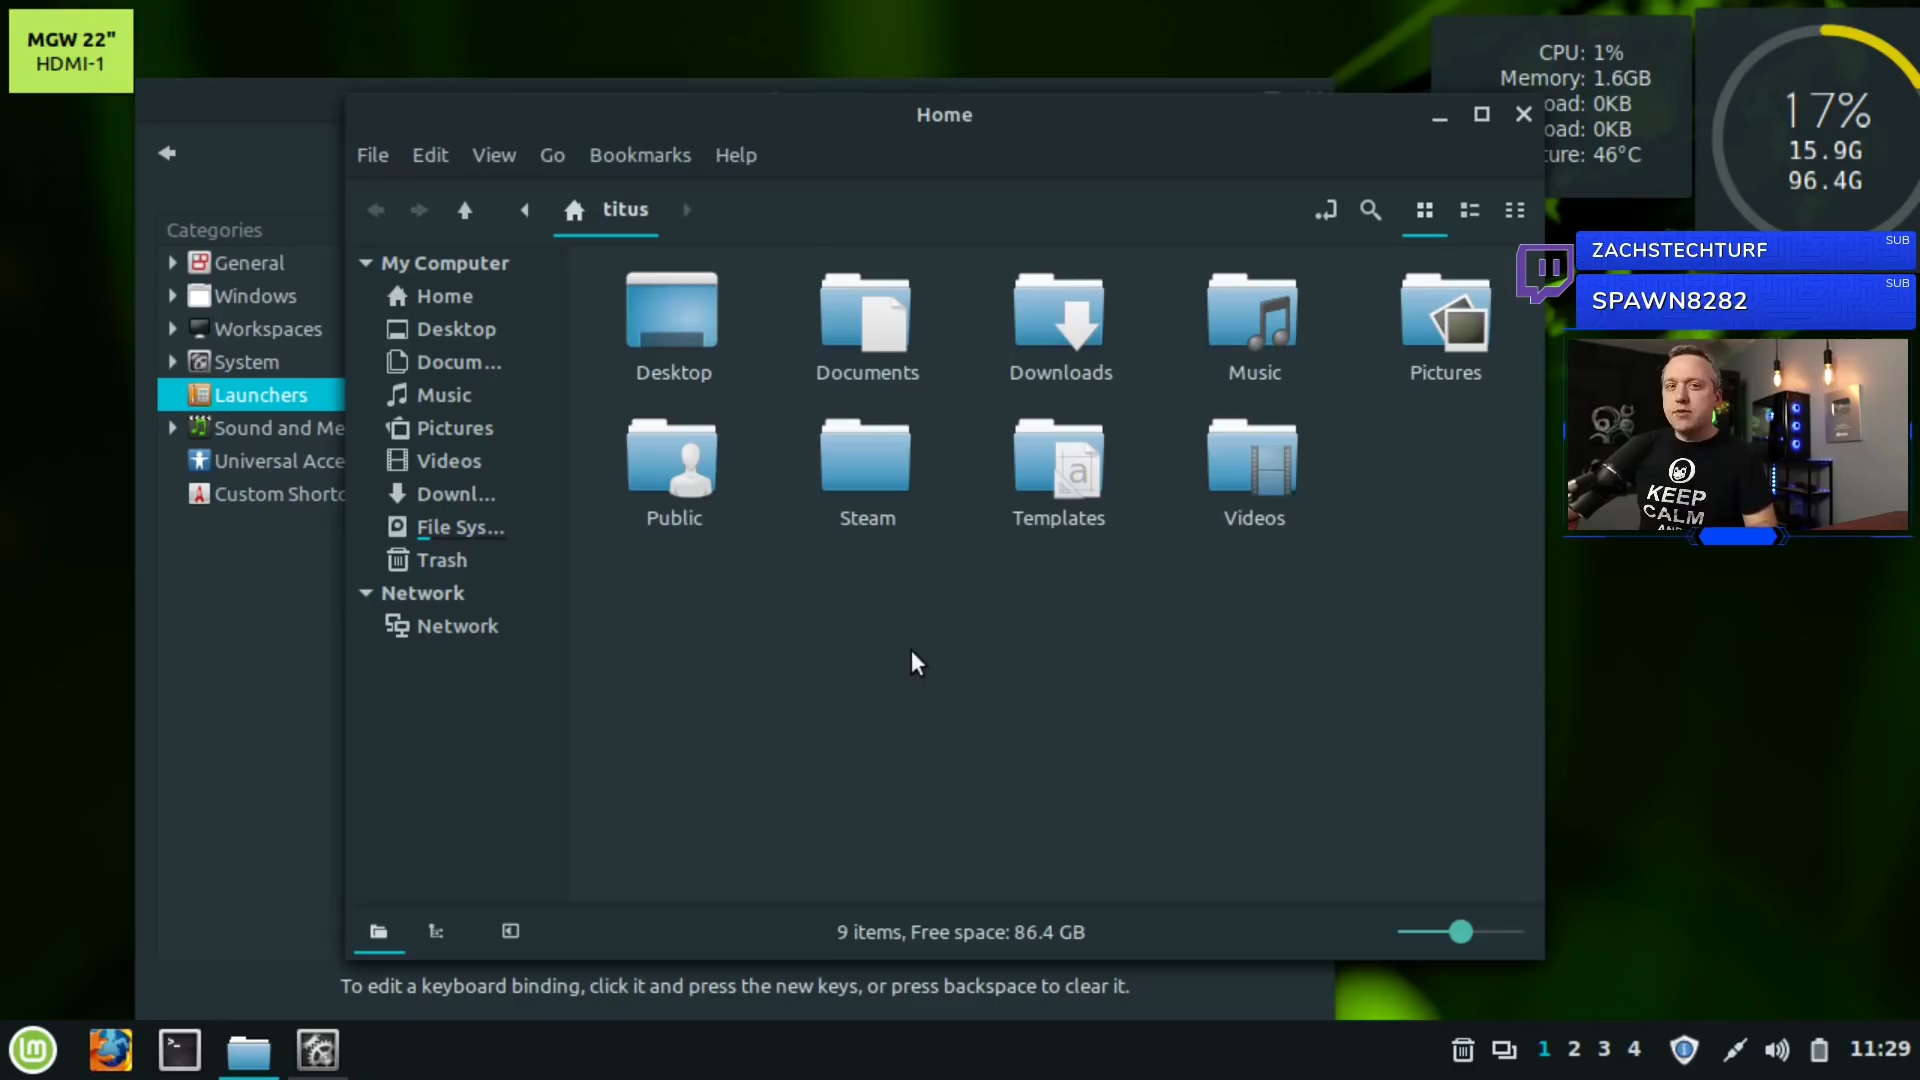 MGW 22"
HDMI-1
CPU: 1%
Memory: 1.6GB
oad: 0KB
oad: 0KB
ture: 46°C
17%
15.9G
96.4G
Home
File Edit View Go Bookmarks Help
titus
Categories
General
Windows
Workspaces
System
Launchers
Sound and Me
Universal Acce
Custom Shortc
My Computer
Home
Desktop
Docum...
Music
Pictures
Videos
Downl...
File Sys...
Trash
Network
Network
Desktop
Documents
Downloads
Music
Pictures
Public
Steam
Templates
a
Videos
ZACHSTECHTURF
SUB
SPAWN8282
SUB
KEEP
CALM
AND
9 items, Free space: 86.4 GB
To edit a keyboard binding, click it and press the new keys, or press backspace to clear it.
1 2 3 4
11:29